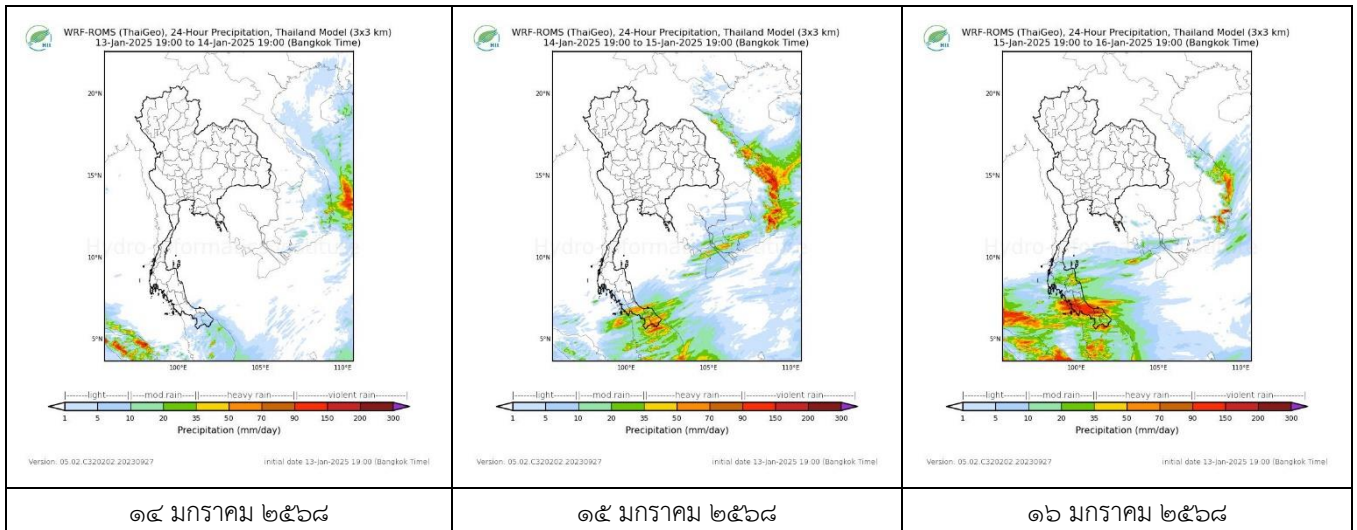 WRF-ROMS (ThaiGeo), 24-Hour Precipitation, Thailand Model (3x3 km)
13-Jan-2025 19:00 to 14-Jan-2025 19:00 (Bangkok Time)
HII
20°N
15°N
10°N
5°N
100°E 105°E 110°E
Hydro Informatics Institute
light mod rain heavy rain violent rain
1 5 10 20 35 50 70 90 150 200 300
Precipitation (mm/day)
Version: 05.02.C320202.20230927 initial date 13-Jan-2025 19:00 (Bangkok Time)
๑๔ มกราคม ๒๕๖๘
WRF-ROMS (ThaiGeo), 24-Hour Precipitation, Thailand Model (3x3 km)
14-Jan-2025 19:00 to 15-Jan-2025 19:00 (Bangkok Time)
HII
20°N
15°N
10°N
5°N
100°E 105°E 110°E
Hydro Informatics Institute
light mod rain heavy rain violent rain
1 5 10 20 35 50 70 90 150 200 300
Precipitation (mm/day)
Version: 05.02.C320202.20230927 initial date 13-Jan-2025 19:00 (Bangkok Time)
๑๕ มกราคม ๒๕๖๘
WRF-ROMS (ThaiGeo), 24-Hour Precipitation, Thailand Model (3x3 km)
15-Jan-2025 19:00 to 16-Jan-2025 19:00 (Bangkok Time)
HII
20°N
15°N
10°N
5°N
100°E 105°E 110°E
Hydro Informatics Institute
light mod rain heavy rain violent rain
1 5 10 20 35 50 70 90 150 200 300
Precipitation (mm/day)
Version: 05.02.C320202.20230927 initial date 13-Jan-2025 19:00 (Bangkok Time)
๑๖ มกราคม ๒๕๖๘